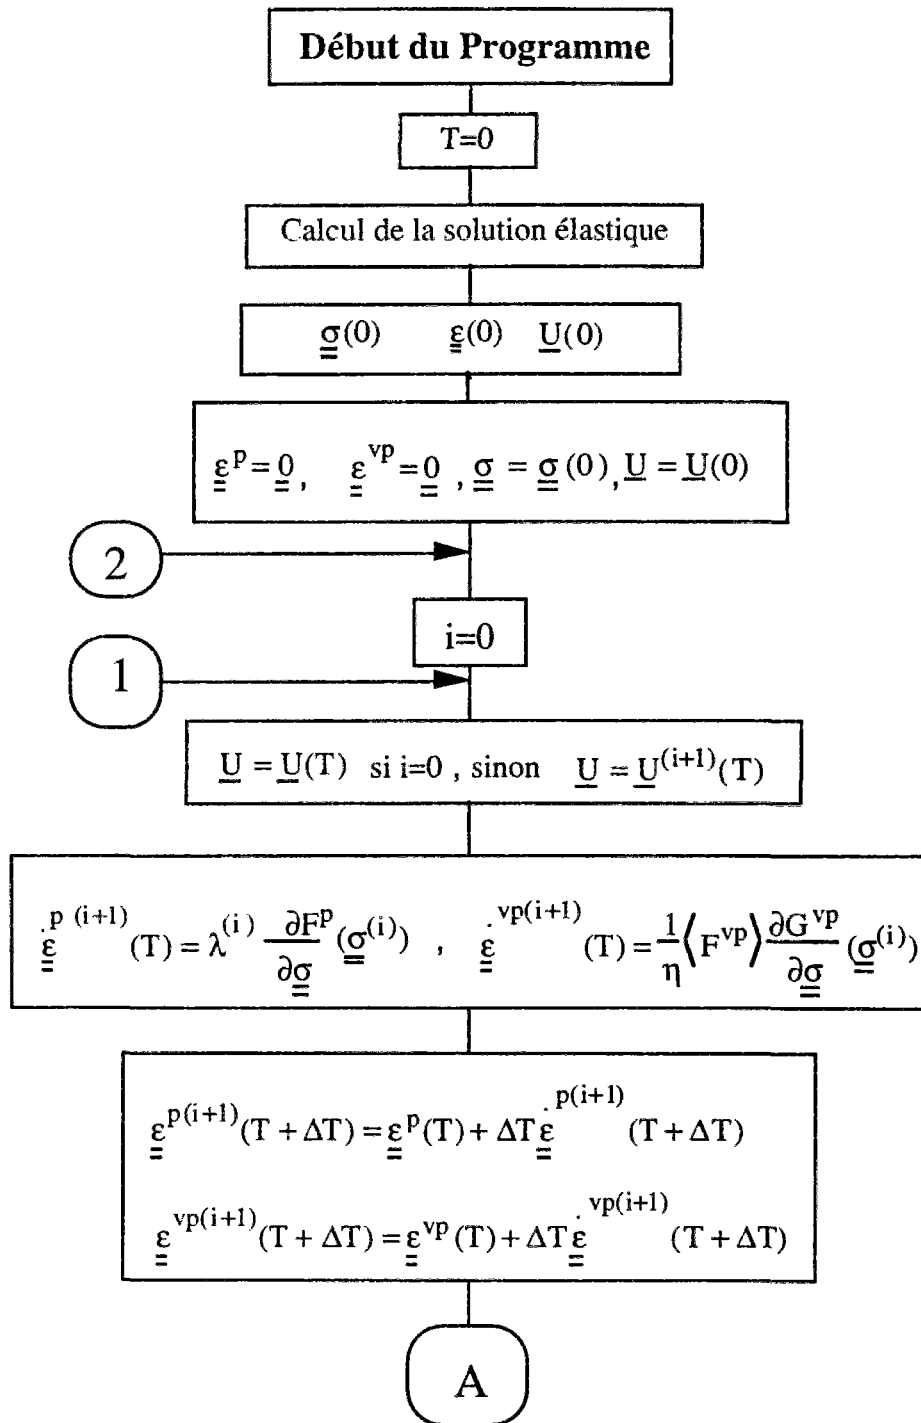 Début du Programme
T=0
Calcul de la solution élastique
σ(0) ε(0) U(0)
ε^p = 0 , ε^vp = 0 , σ = σ(0) , U = U(0)
2
i=0
1
U = U(T) si i=0 , sinon U = U^(i+1)(T)
ε̇^p (i+1)(T) = λ^(i) ∂F^p/∂σ (σ^(i)) , ε̇^vp(i+1)(T) = 1/η ⟨F^vp⟩ ∂G^vp/∂σ (σ^(i))
ε^p(i+1)(T + ΔT) = ε^p(T) + ΔT ε̇^p(i+1)(T + ΔT)
ε^vp(i+1)(T + ΔT) = ε^vp(T) + ΔT ε̇^vp(i+1)(T + ΔT)
A